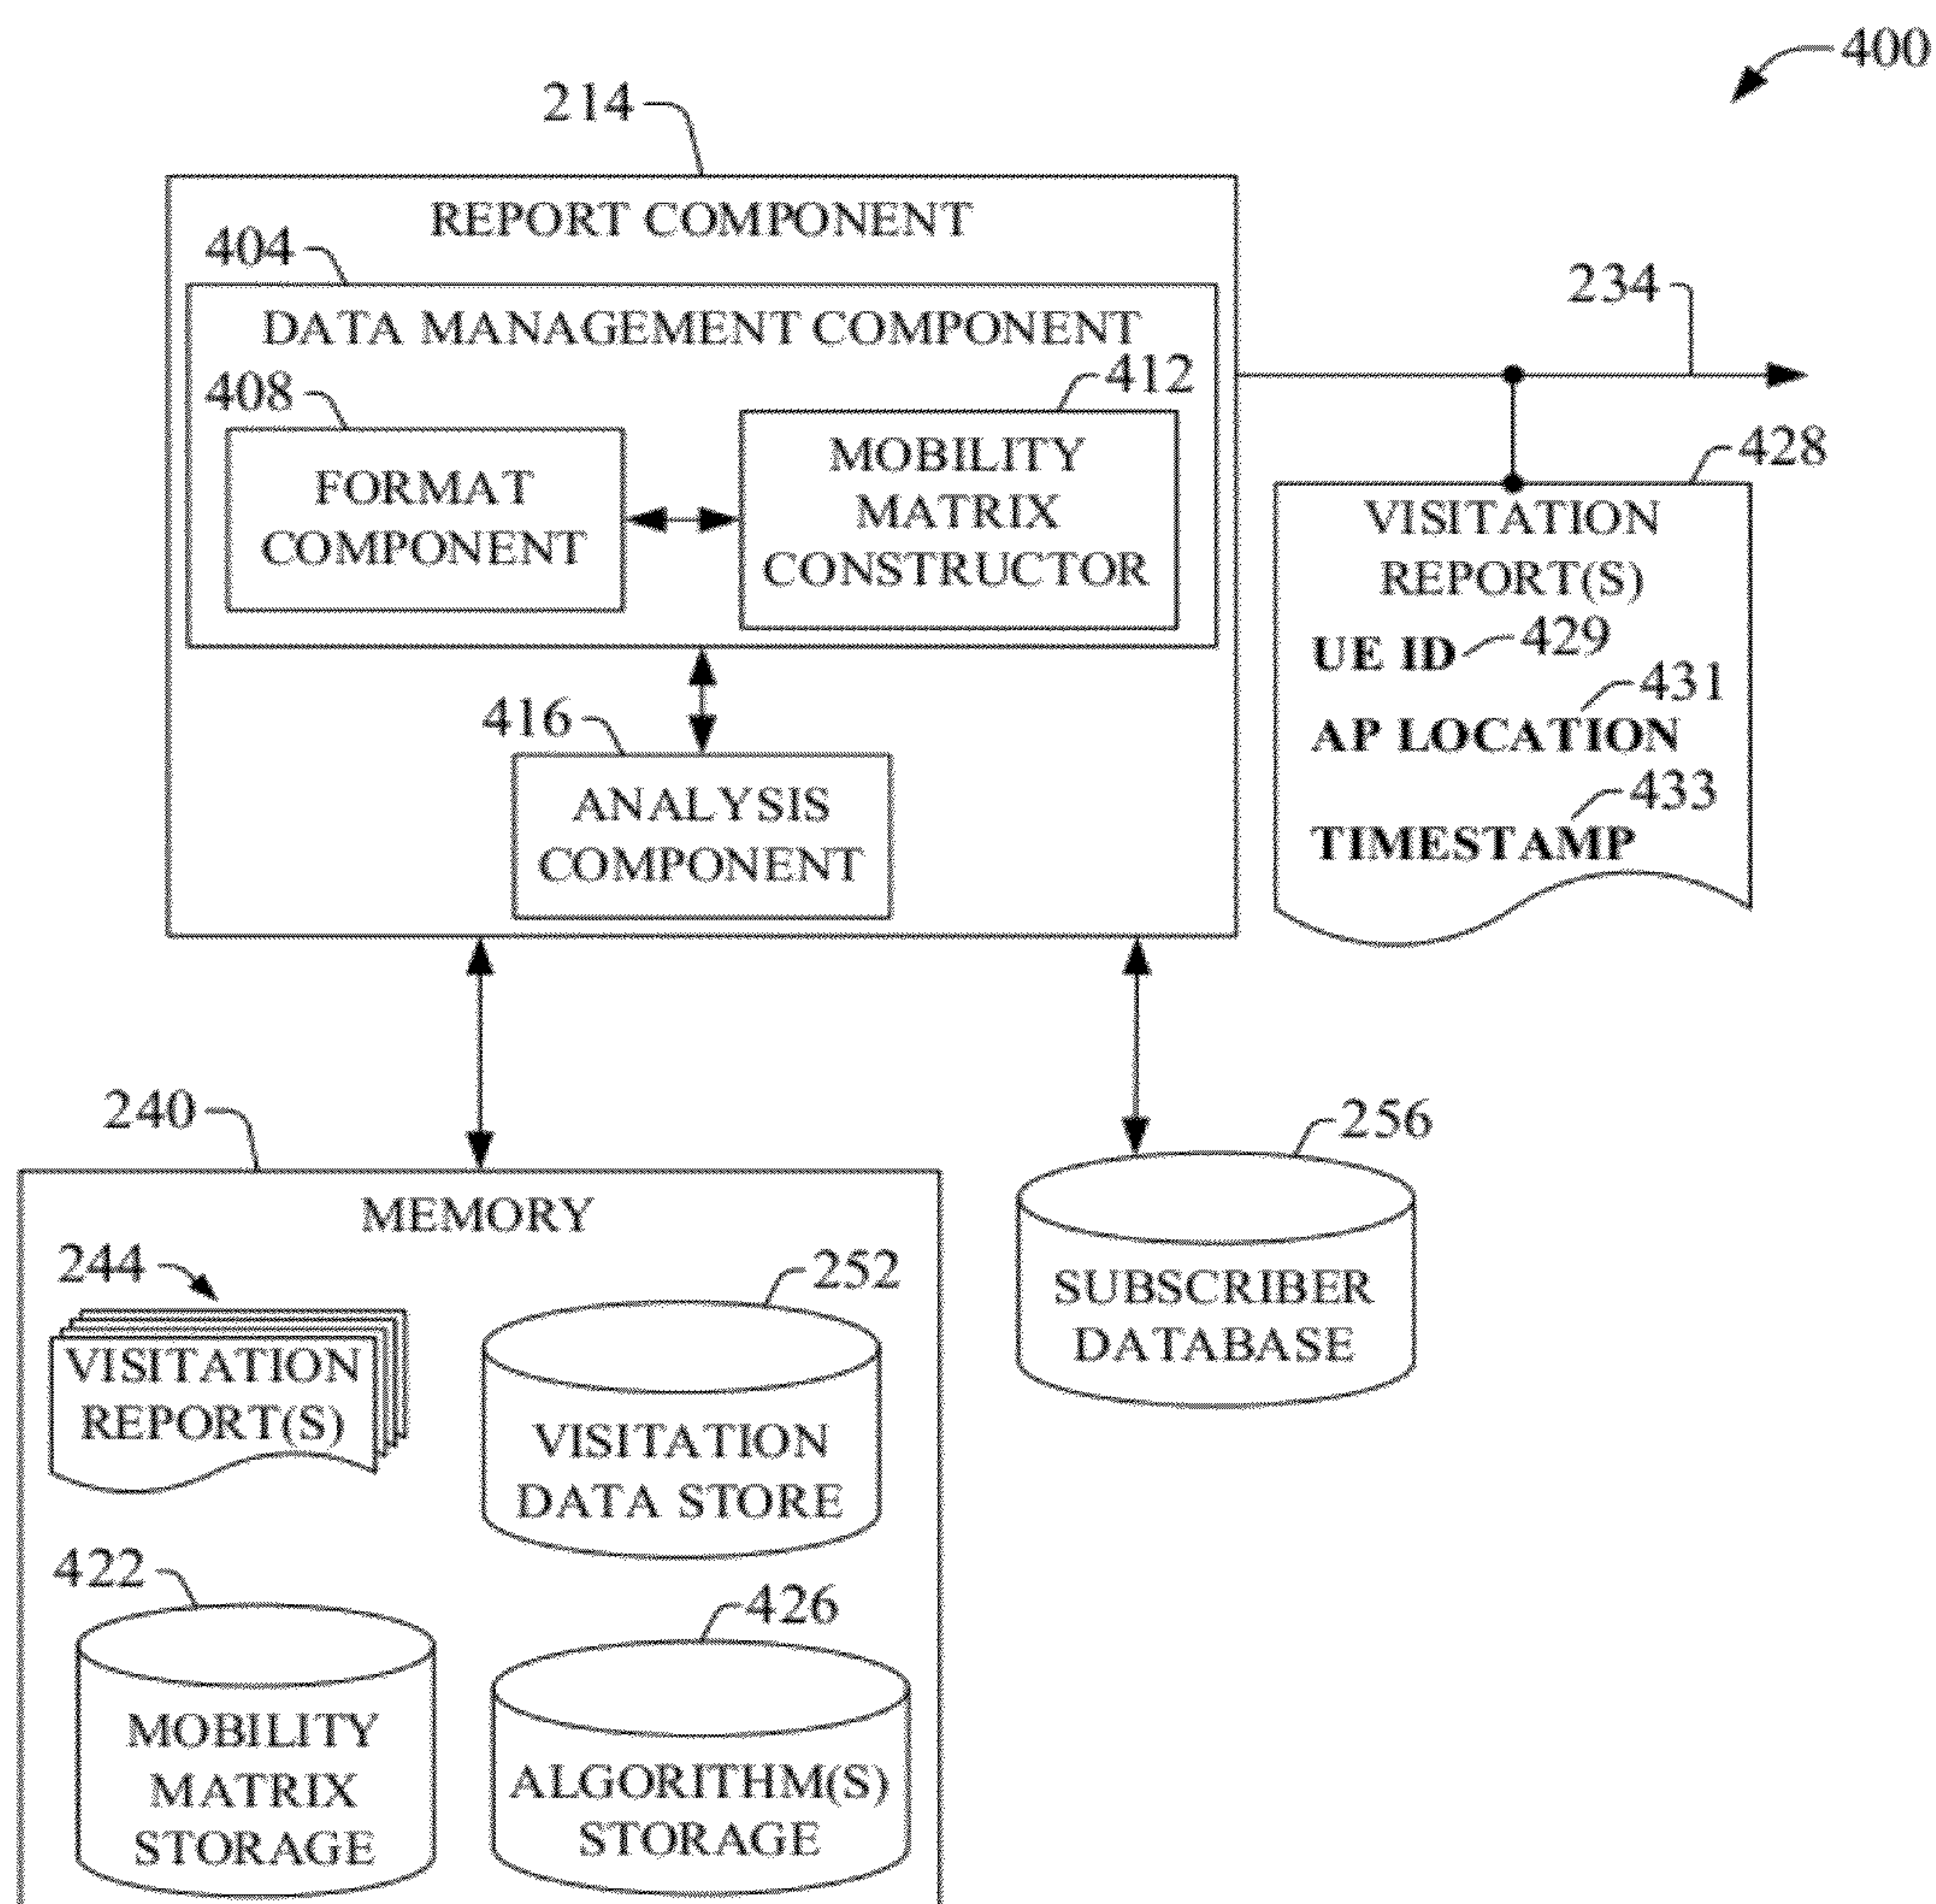 400
214
REPORT COMPONENT
404
DATA MANAGEMENT COMPONENT
408
412
FORMAT
COMPONENT
MOBILITY
MATRIX
CONSTRUCTOR
416
ANALYSIS
COMPONENT
234
428
VISITATION
REPORT(S)
UE ID 429
431
AP LOCATION
433
TIMESTAMP
240
MEMORY
244
VISITATION
REPORT(S)
252
VISITATION
DATA STORE
422
MOBILITY
MATRIX
STORAGE
426
ALGORITHM(S)
STORAGE
256
SUBSCRIBER
DATABASE